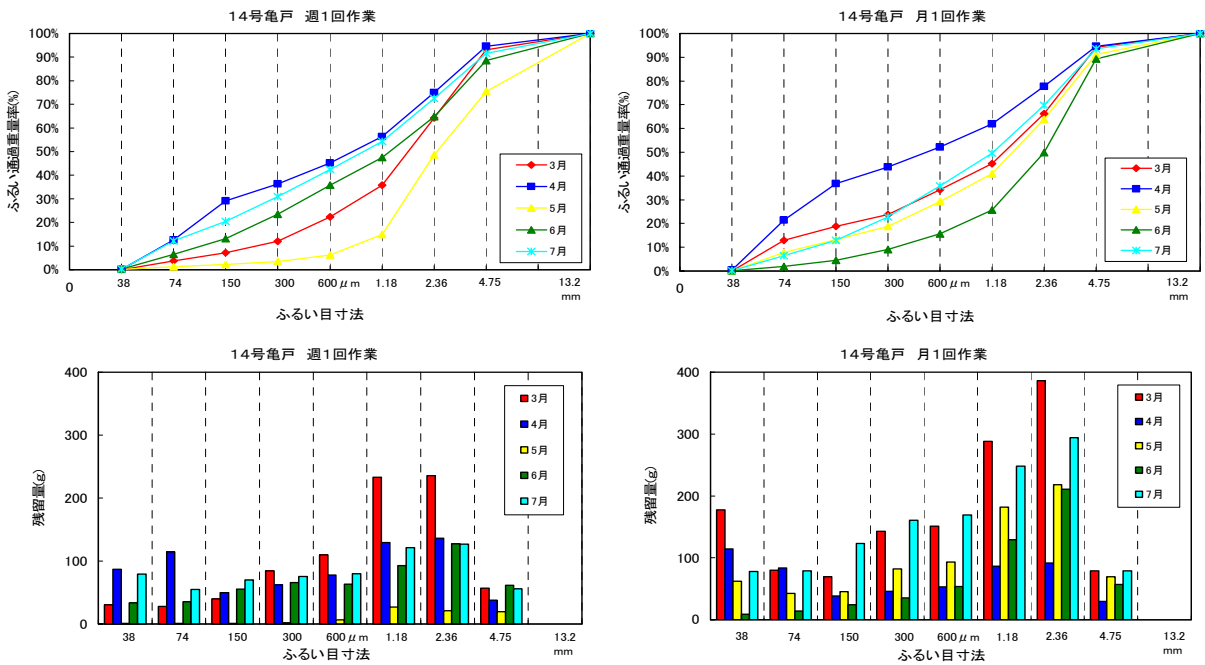 14号亀戸 週1回作業
100%
90%
80%
70%
60%
50%
40%
30%
20%
10%
0%
ふるい通過重量率(%)
0
38
74
150
300
600μm
1.18
2.36
4.75
13.2
mm
ふるい目寸法
3月
4月
5月
6月
7月
14号亀戸 月1回作業
100%
90%
80%
70%
60%
50%
40%
30%
20%
10%
0%
ふるい通過重量率(%)
0
38
74
150
300
600μm
1.18
2.36
4.75
13.2
mm
ふるい目寸法
3月
4月
5月
6月
7月
14号亀戸 週1回作業
400
300
200
100
0
残留量(g)
38
74
150
300
600μm
1.18
2.36
4.75
13.2
mm
ふるい目寸法
3月
4月
5月
6月
7月
14号亀戸 月1回作業
400
300
200
100
0
残留量(g)
38
74
150
300
600μm
1.18
2.36
4.75
13.2
mm
ふるい目寸法
3月
4月
5月
6月
7月